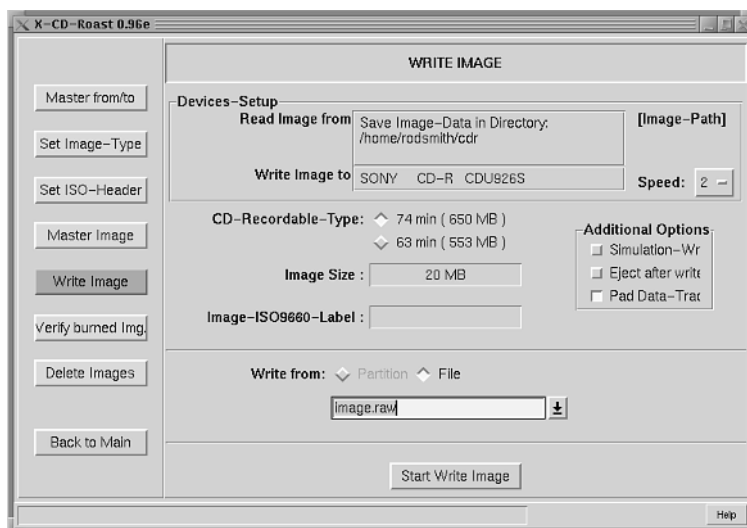 X-CD-Roast 0.96e
WRITE IMAGE
Master from/to
Set Image-Type
Set ISO-Header
Master Image
Write Image
Verify burned Img.
Delete Images
Back to Main
Devices-Setup
Read Image from
Save Image-Data in Directory:
/home/rodsmith/cdr
[Image-Path]
Write Image to
SONY CD-R CDU926S
Speed: 2
CD-Recordable-Type: 74 min ( 650 MB )
63 min ( 553 MB )
Image Size : 20 MB
Image-ISO9660-Label :
Additional Options
Simulation-Wr
Eject after write
Pad Data-Trac
Write from: Partition File
image.raw
Start Write Image
Help